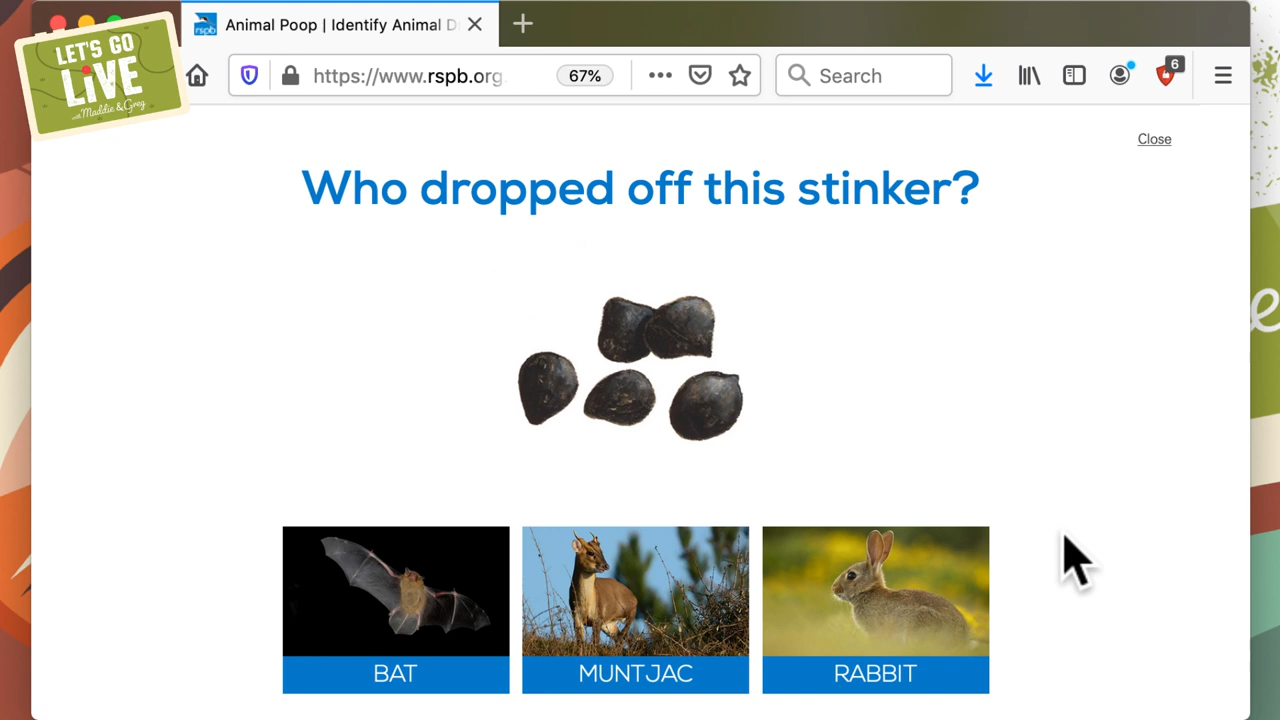 LET'S GO
LIVE
with Maddie & Greg
rspb
Animal Poop | Identify Animal D
https://www.rspb.org.
67%
Search
6
Close
Who dropped off this stinker?
e
BAT
MUNTJAC
RABBIT